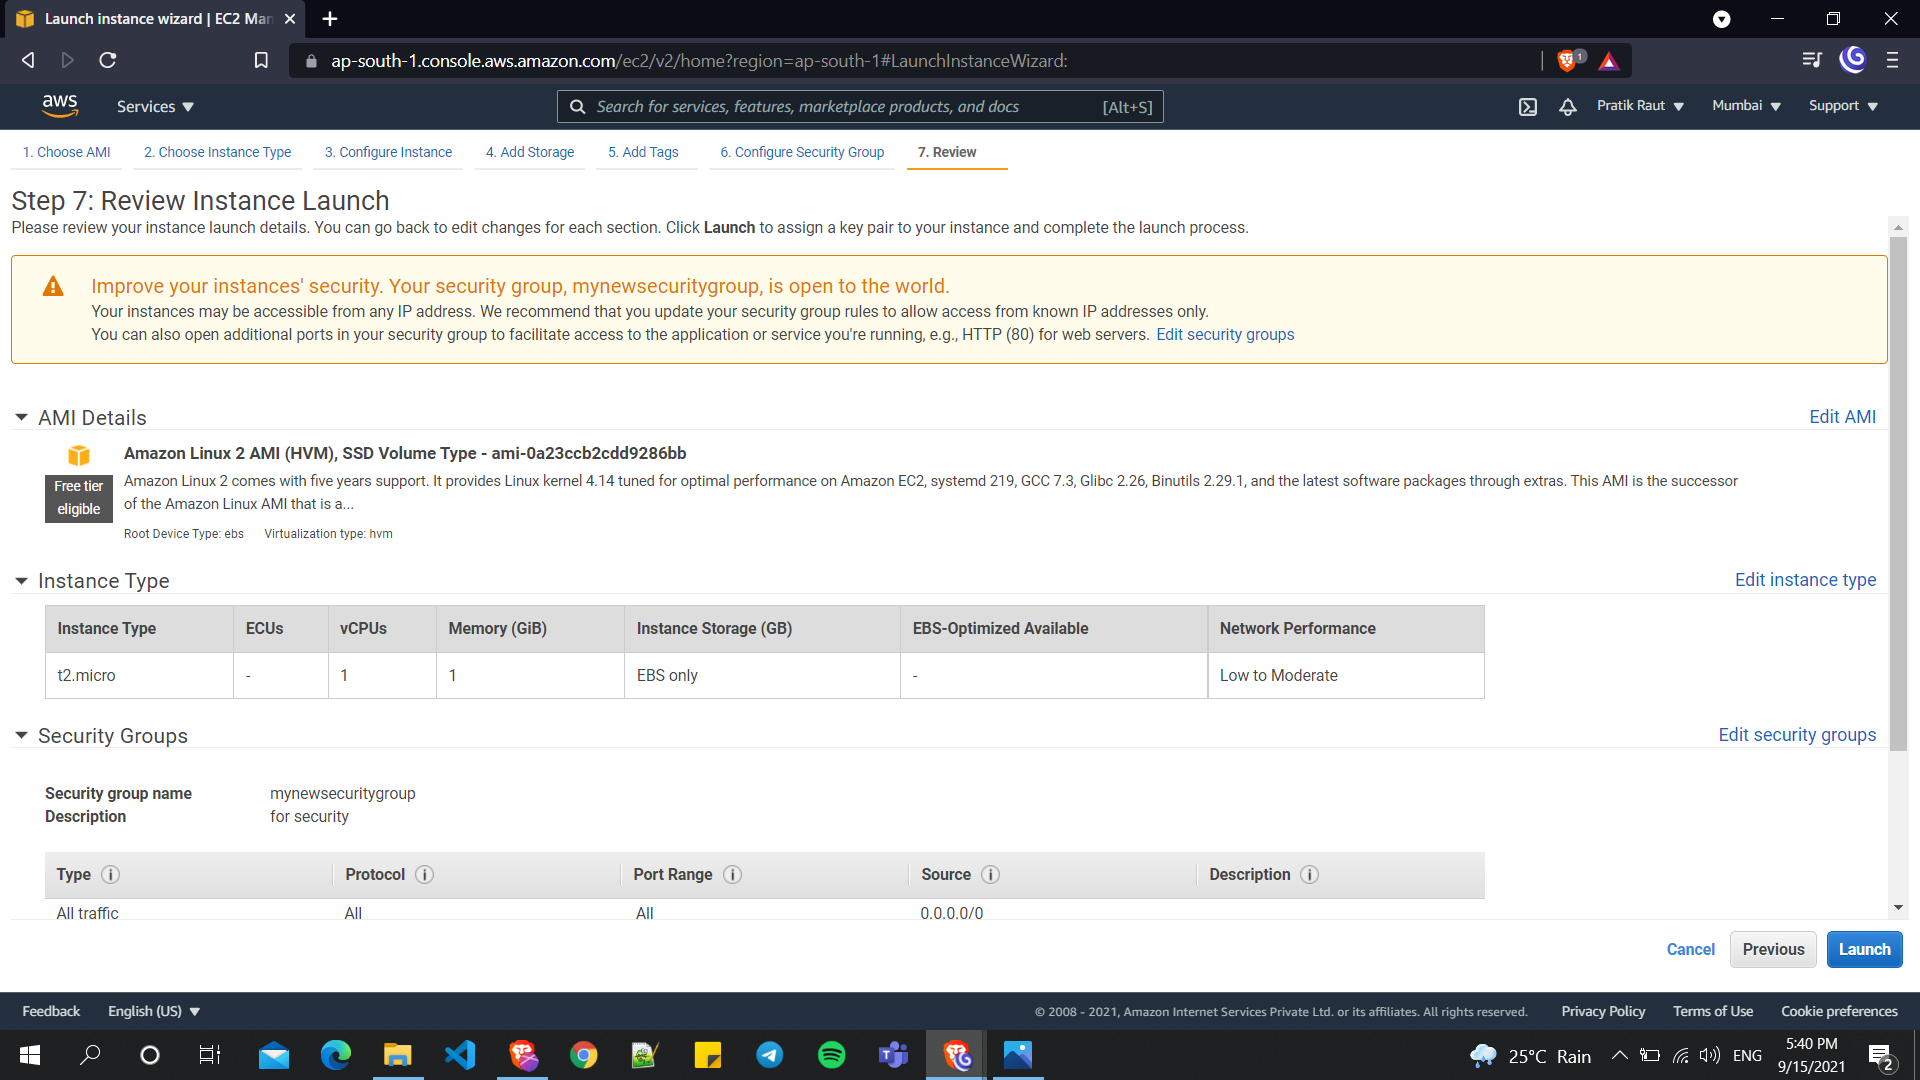 Launch instance wizard | EC2 Man
ap-south-1.console.aws.amazon.com/ec2/v2/home?region=ap-south-1#LaunchInstanceWizard:
1
aws
Services
Search for services, features, marketplace products, and docs [Alt+S]
Pratik Raut
Mumbai
Support
1. Choose AMI
2. Choose Instance Type
3. Configure Instance
4. Add Storage
5. Add Tags
6. Configure Security Group
7. Review
Step 7: Review Instance Launch
Please review your instance launch details. You can go back to edit changes for each section. Click Launch to assign a key pair to your instance and complete the launch process.
Improve your instances' security. Your security group, mynewsecuritygroup, is open to the world.
Your instances may be accessible from any IP address. We recommend that you update your security group rules to allow access from known IP addresses only.
You can also open additional ports in your security group to facilitate access to the application or service you're running, e.g., HTTP (80) for web servers. Edit security groups
AMI Details
Edit AMI
Amazon Linux 2 AMI (HVM), SSD Volume Type - ami-0a23ccb2cdd9286bb
Free tier
eligible
Amazon Linux 2 comes with five years support. It provides Linux kernel 4.14 tuned for optimal performance on Amazon EC2, systemd 219, GCC 7.3, Glibc 2.26, Binutils 2.29.1, and the latest software packages through extras. This AMI is the successor
of the Amazon Linux AMI that is a...
Root Device Type: ebs Virtualization type: hvm
Instance Type
Edit instance type
Instance Type ECUs vCPUs Memory (GiB) Instance Storage (GB) EBS-Optimized Available Network Performance
t2.micro - 1 1 EBS only - Low to Moderate
Security Groups
Edit security groups
Security group name mynewsecuritygroup
Description for security
Type Protocol Port Range Source Description
All traffic All All 0.0.0.0/0
Cancel
Previous
Launch
Feedback
English (US)
© 2008 - 2021, Amazon Internet Services Private Ltd. or its affiliates. All rights reserved.
Privacy Policy
Terms of Use
Cookie preferences
25°C Rain
ENG
5:40 PM
9/15/2021
2